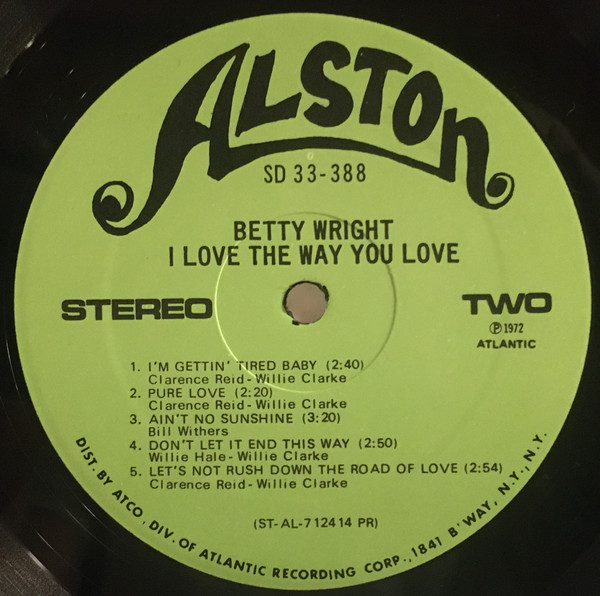 ALSTON
SD 33-388
BETTY WRIGHT
I LOVE THE WAY YOU LOVE
STEREO
TWO
Ⓟ1972
ATLANTIC
1. I'M GETTIN' TIRED BABY (2:40)
Clarence Reid-Willie Clarke
2. PURE LOVE (2:20)
Clarence Reid-Willie Clarke
3. AIN'T NO SUNSHINE (3:20)
Bill Withers
4. DON'T LET IT END THIS WAY (2:50)
Willie Hale-Willie Clarke
5. LET'S NOT RUSH DOWN THE ROAD OF LOVE (2:54)
Clarence Reid-Willie Clarke
(ST-AL-712414 PR)
DIST. BY ATCO, DIV. OF ATLANTIC RECORDING CORP., 1841 B'WAY, N.Y., N.Y.